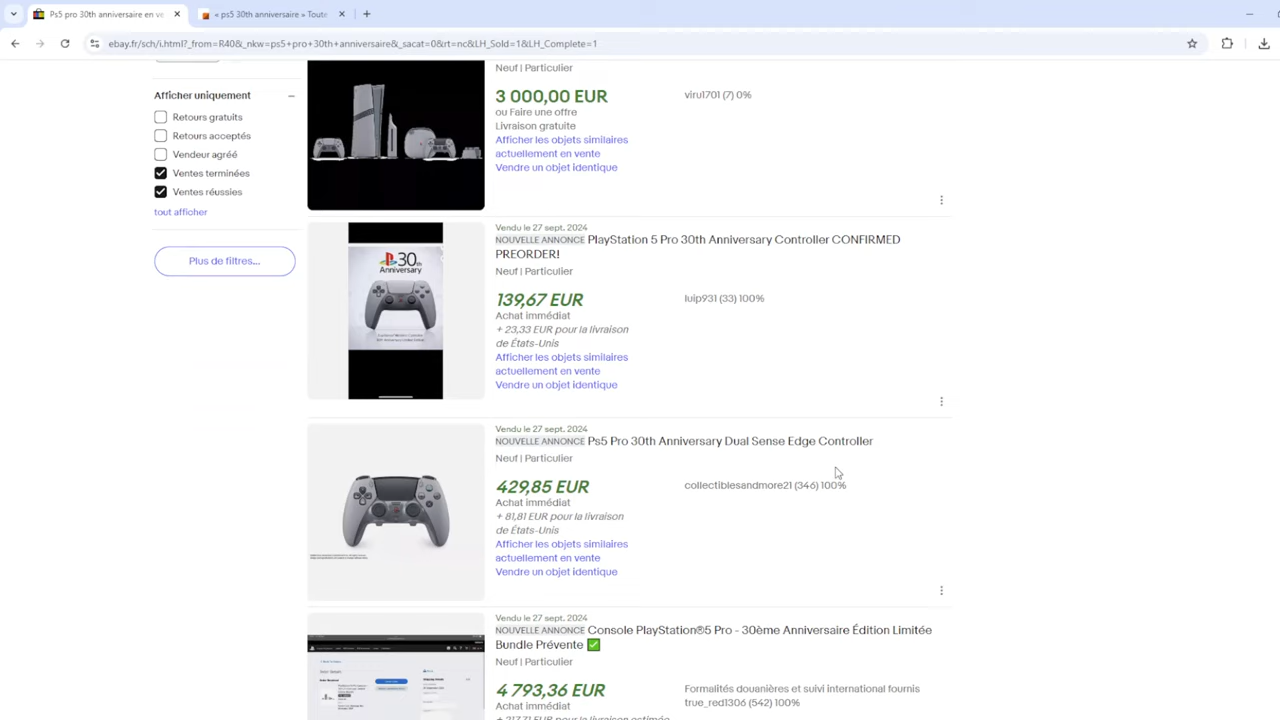 Ps5 pro 30th anniversaire en ve
« ps5 30th anniversaire » Toute
ebay.fr/sch/i.html?_from=R40&_nkw=ps5+pro+30th+anniversaire&_sacat=0&rt=nc&LH_Sold=1&LH_Complete=1
Afficher uniquement
Retours gratuits
Retours acceptés
Vendeur agréé
Ventes terminées
Ventes réussies
tout afficher
Plus de filtres...
Neuf | Particulier
3 000,00 EUR
viru1701 (7) 0%
ou Faire une offre
Livraison gratuite
Afficher les objets similaires
actuellement en vente
Vendre un objet identique
30th
Anniversary
Vendu le 27 sept. 2024
NOUVELLE ANNONCE PlayStation 5 Pro 30th Anniversary Controller CONFIRMED
PREORDER!
Neuf | Particulier
139,67 EUR
luip931 (33) 100%
Achat immédiat
+ 23,33 EUR pour la livraison
de États-Unis
Afficher les objets similaires
actuellement en vente
Vendre un objet identique
Vendu le 27 sept. 2024
NOUVELLE ANNONCE Ps5 Pro 30th Anniversary Dual Sense Edge Controller
Neuf | Particulier
429,85 EUR
collectiblesandmore21 (346) 100%
Achat immédiat
+ 81,81 EUR pour la livraison
de États-Unis
Afficher les objets similaires
actuellement en vente
Vendre un objet identique
Vendu le 27 sept. 2024
NOUVELLE ANNONCE Console PlayStation®5 Pro - 30ème Anniversaire Édition Limitée
Bundle Prévente ✅
Neuf | Particulier
4 793,36 EUR
Formalités douanières et suivi international fournis
Achat immédiat
true_red1306 (542) 100%
+ 217,71 EUR pour la livraison estimée